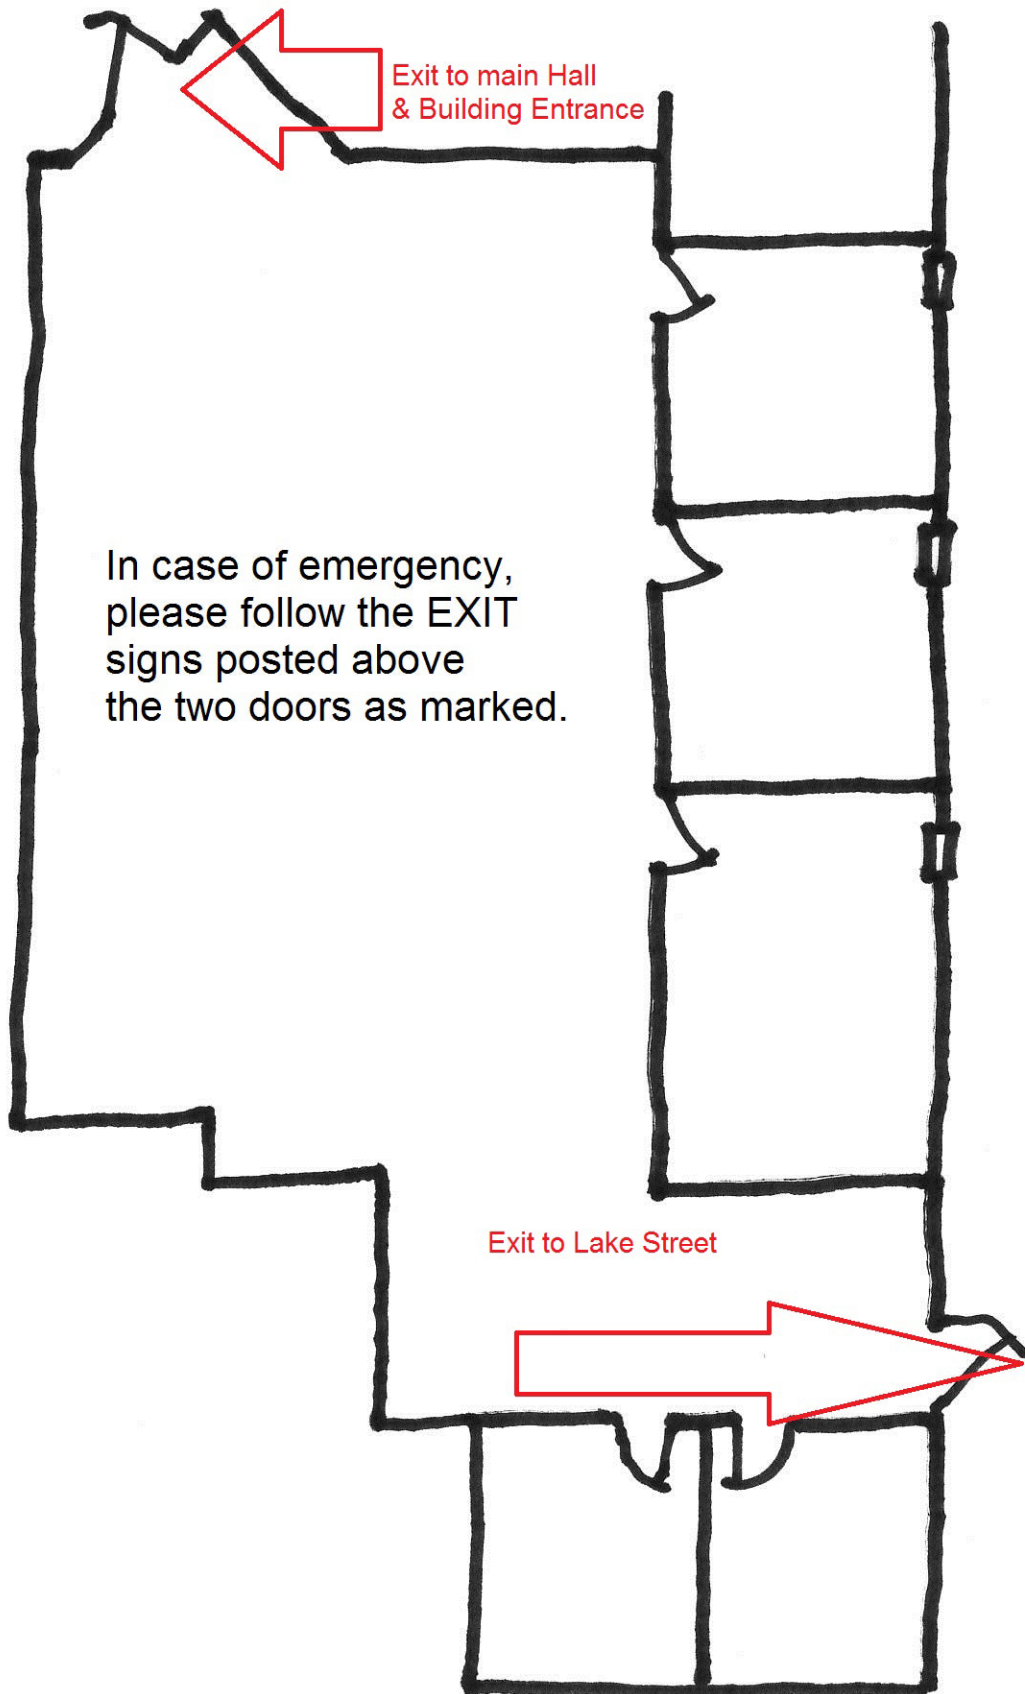 Exit to main Hall
& Building Entrance
In case of emergency,
please follow the EXIT
signs posted above
the two doors as marked.
Exit to Lake Street